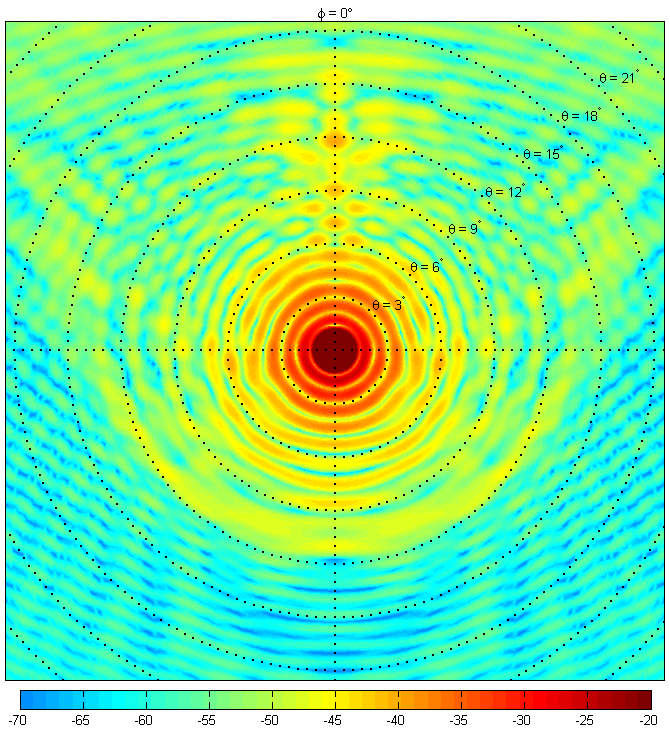 ϕ = 0°
θ = 21°
θ = 18°
θ = 15°
θ = 12°
θ = 9°
θ = 6°
θ = 3°
-70 -65 -60 -55 -50 -45 -40 -35 -30 -25 -20